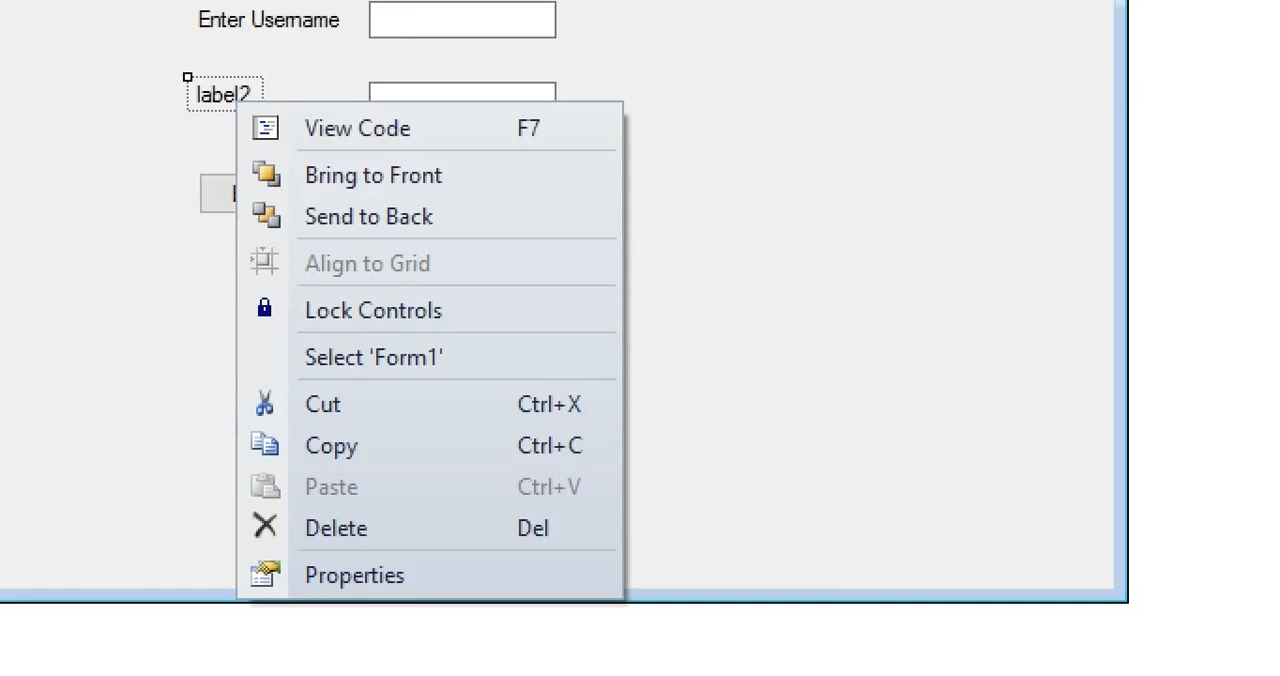 Enter Username
label2
View Code F7
Bring to Front
Send to Back
Align to Grid
Lock Controls
Select 'Form1'
Cut Ctrl+X
Copy Ctrl+C
Paste Ctrl+V
Delete Del
Properties